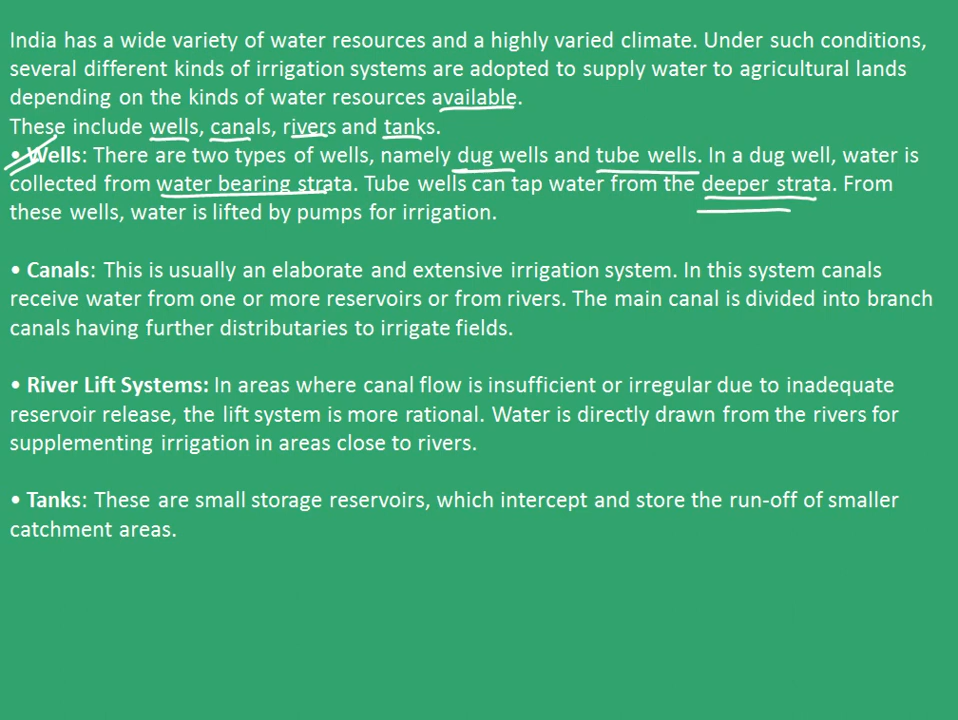 India has a wide variety of water resources and a highly varied climate. Under such conditions,
several different kinds of irrigation systems are adopted to supply water to agricultural lands
depending on the kinds of water resources available.
These include wells, canals, rivers and tanks.
• Wells: There are two types of wells, namely dug wells and tube wells. In a dug well, water is
collected from water bearing strata. Tube wells can tap water from the deeper strata. From
these wells, water is lifted by pumps for irrigation.
• Canals: This is usually an elaborate and extensive irrigation system. In this system canals
receive water from one or more reservoirs or from rivers. The main canal is divided into branch
canals having further distributaries to irrigate fields.
• River Lift Systems: In areas where canal flow is insufficient or irregular due to inadequate
reservoir release, the lift system is more rational. Water is directly drawn from the rivers for
supplementing irrigation in areas close to rivers.
• Tanks: These are small storage reservoirs, which intercept and store the run-off of smaller
catchment areas.